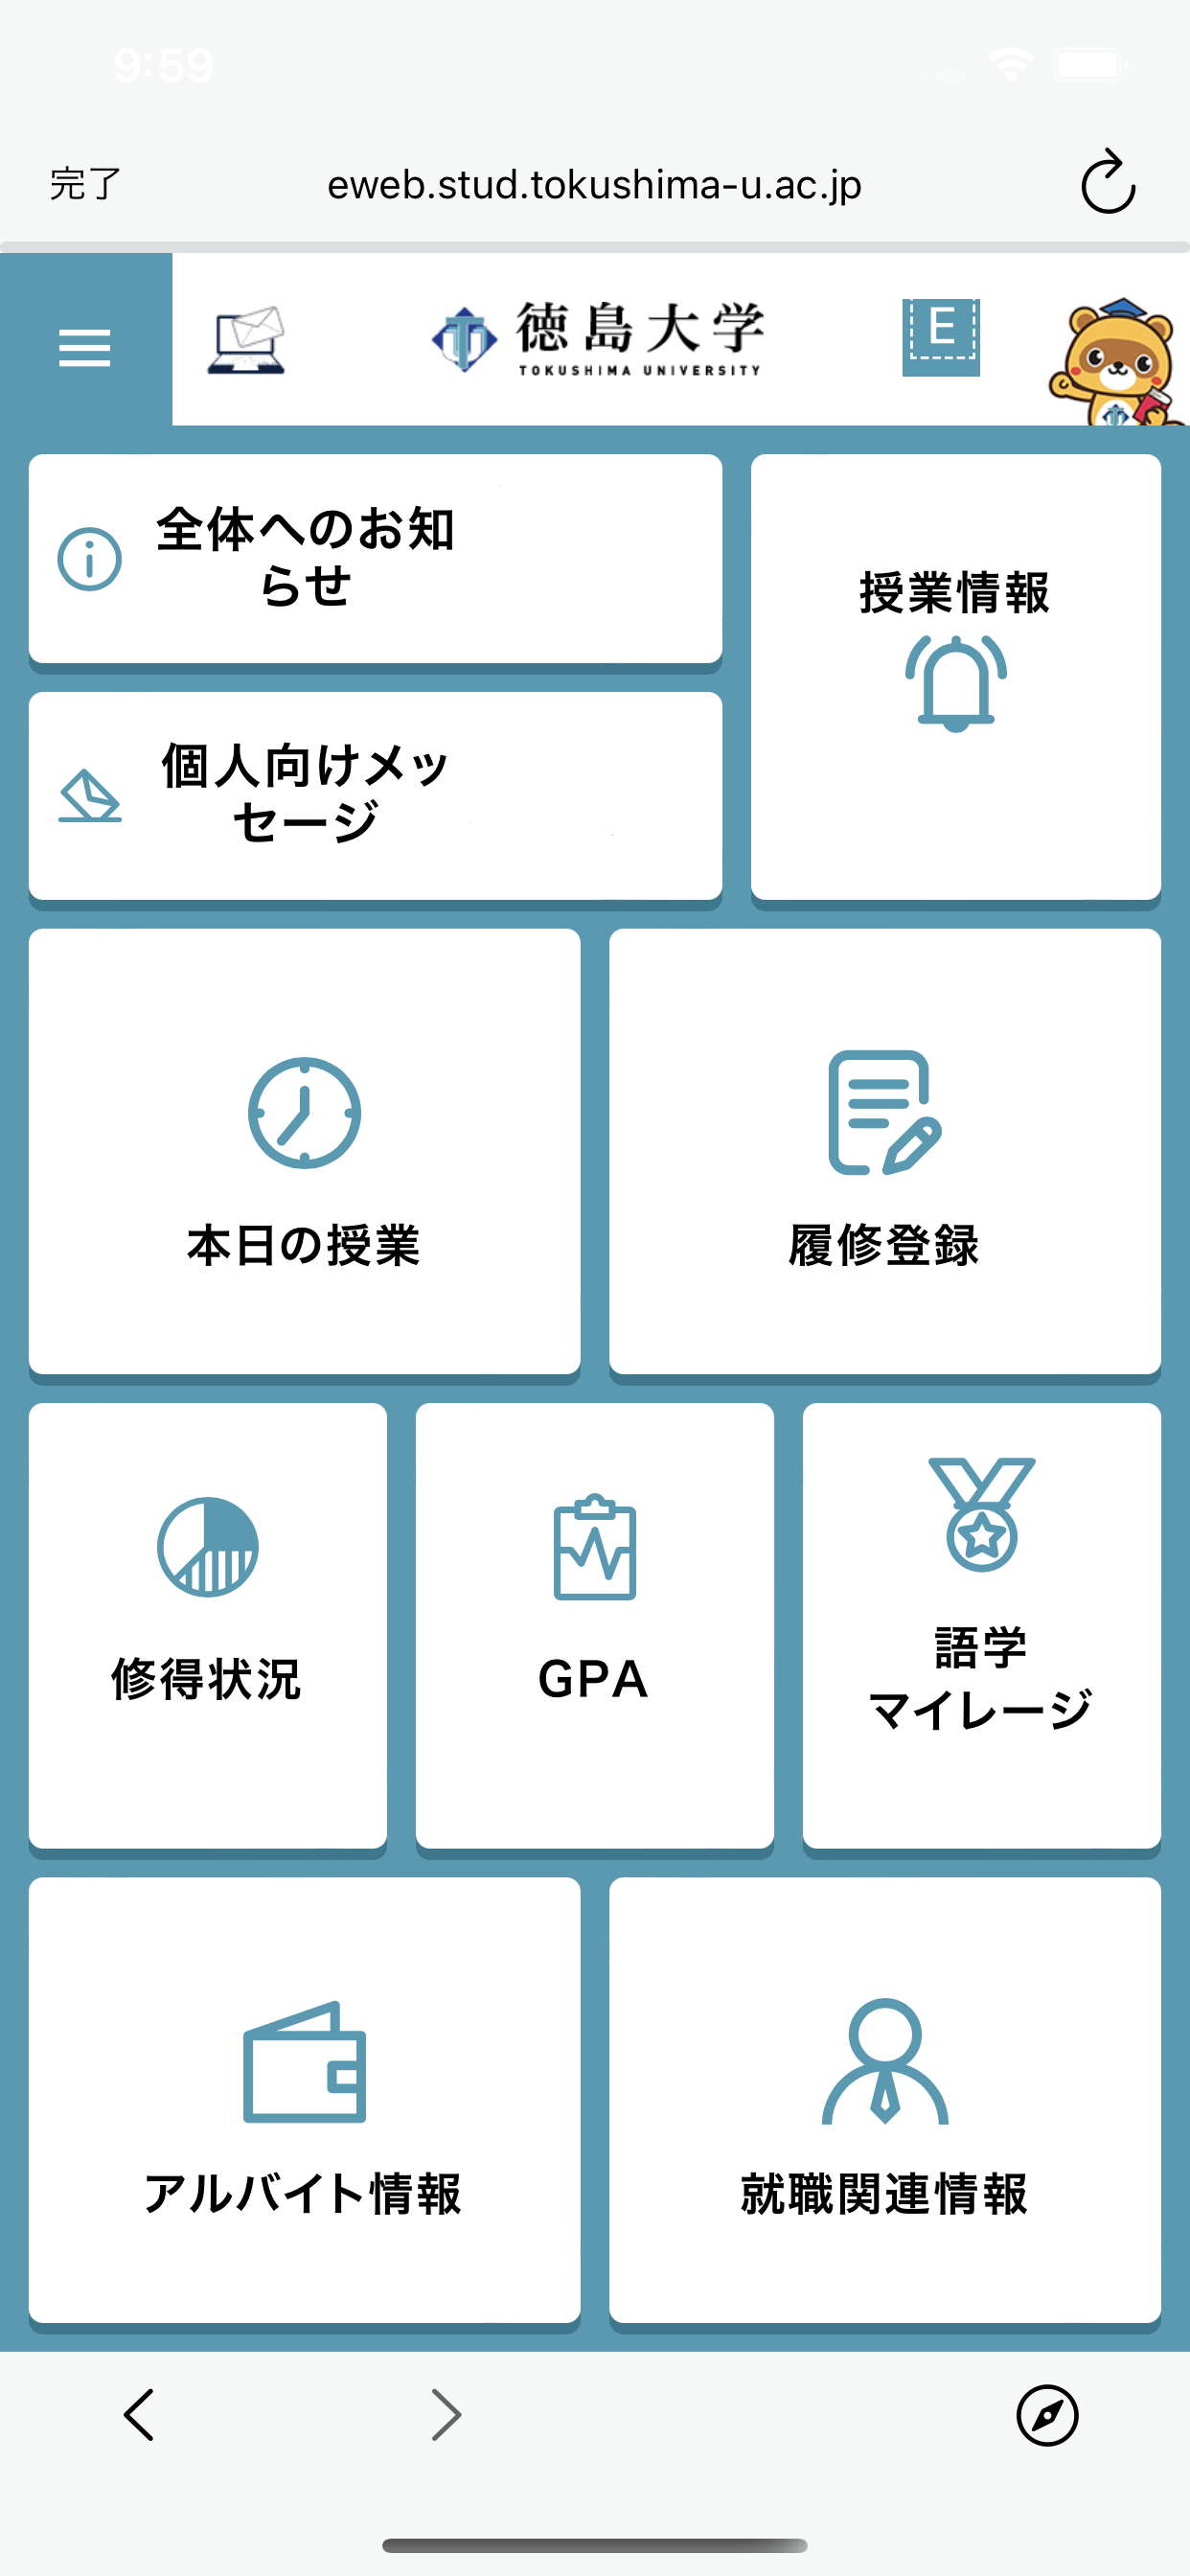 9:59
完了
eweb.stud.tokushima-u.ac.jp
徳島大学
TOKUSHIMA UNIVERSITY
E
全体へのお知
らせ
授業情報
個人向けメッ
セージ
本日の授業
履修登録
修得状況
GPA
語学
マイレージ
アルバイト情報
就職関連情報